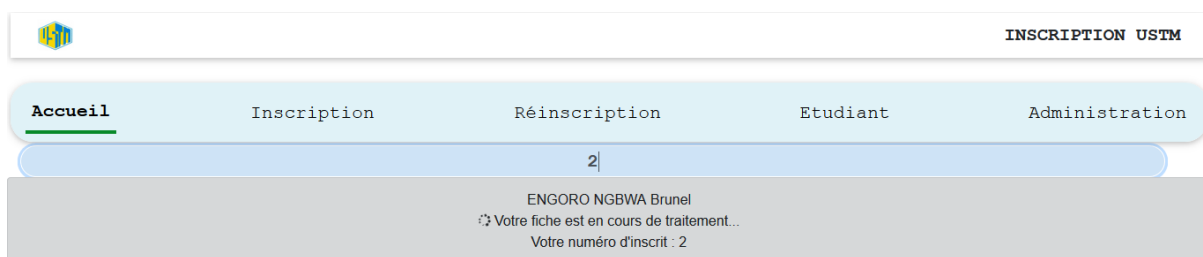 USTM
INSCRIPTION USTM
Accueil Inscription Réinscription Etudiant Administration
2
ENGORO NGBWA Brunel
Votre fiche est en cours de traitement...
Votre numéro d'inscrit : 2